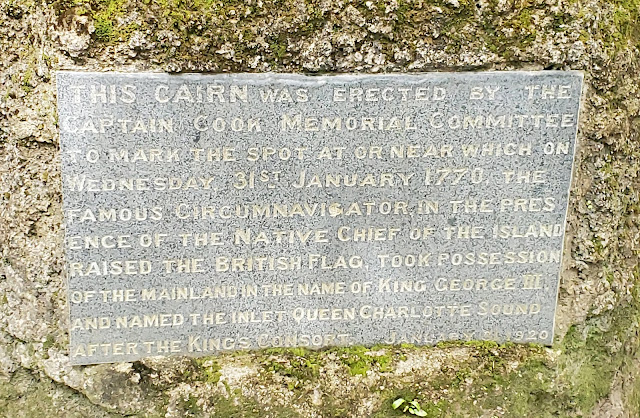 THIS CAIRN WAS ERECTED BY THE
CAPTAIN COOK MEMORIAL COMMITTEE
TO MARK THE SPOT AT OR NEAR WHICH ON
WEDNESDAY, 31ST JANUARY 1770, THE
FAMOUS CIRCUMNAVIGATOR, IN THE PRES
ENCE OF THE NATIVE CHIEF OF THE ISLAND
RAISED THE BRITISH FLAG, TOOK POSSESSION
OF THE MAINLAND IN THE NAME OF KING GEORGE III,
AND NAMED THE INLET QUEEN CHARLOTTE SOUND
AFTER THE KING'S CONSORT. JANUARY 1920